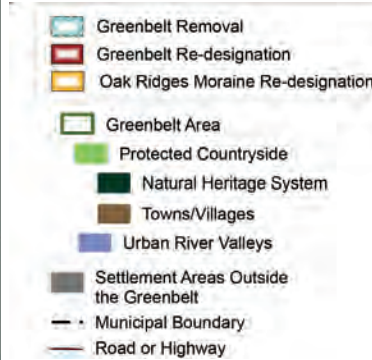 Greenbelt Removal
Greenbelt Re-designation
Oak Ridges Moraine Re-designation
Greenbelt Area
Protected Countryside
Natural Heritage System
Towns/Villages
Urban River Valleys
Settlement Areas Outside
the Greenbelt
Municipal Boundary
Road or Highway